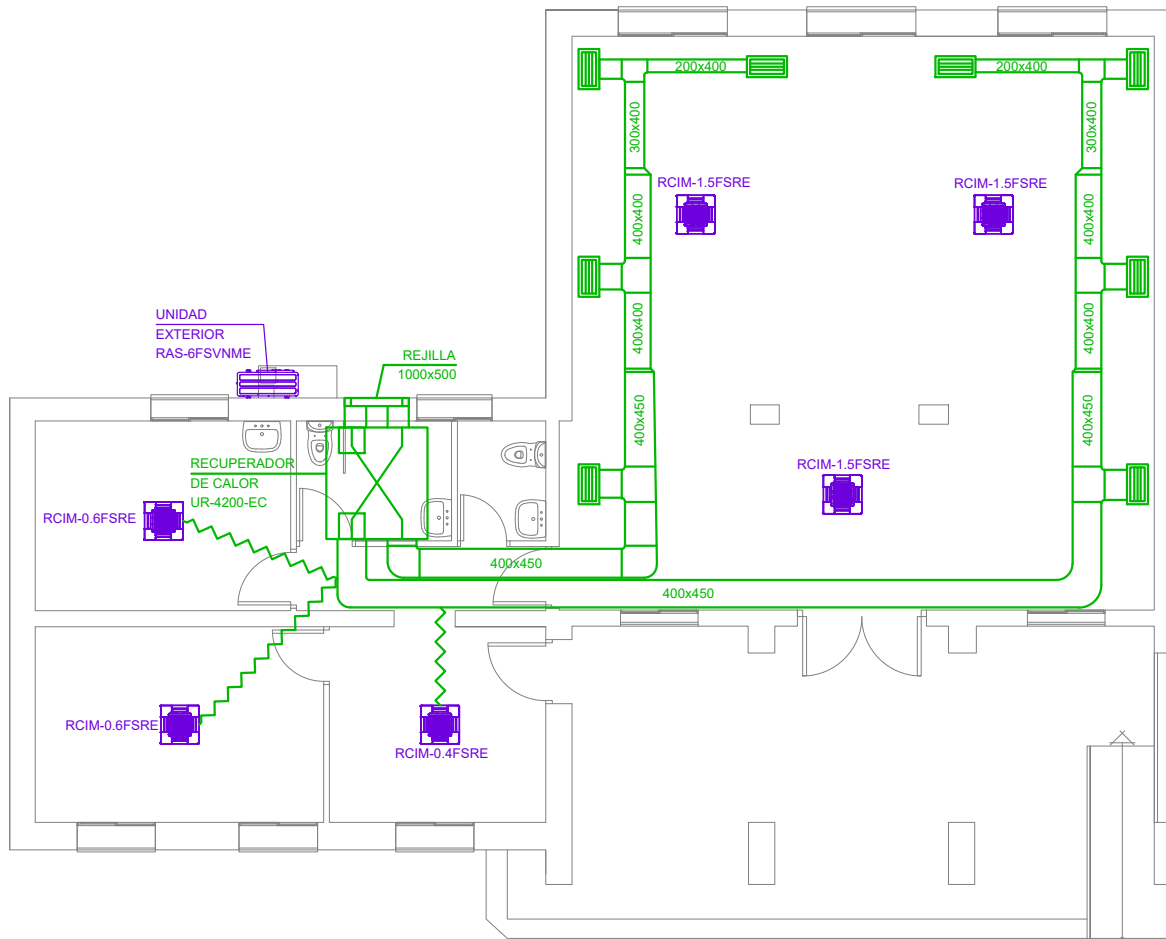 200x400
200x400
300x400
300x400
RCIM-1.5FSRE
RCIM-1.5FSRE
400x400
400x400
UNIDAD
EXTERIOR
RAS-6FSVNME
400x400
400x400
REJILLA
1000x500
400x450
400x450
RECUPERADOR
DE CALOR
UR-4200-EC
RCIM-1.5FSRE
RCIM-0.6FSRE
400x450
400x450
RCIM-0.6FSRE
RCIM-0.4FSRE